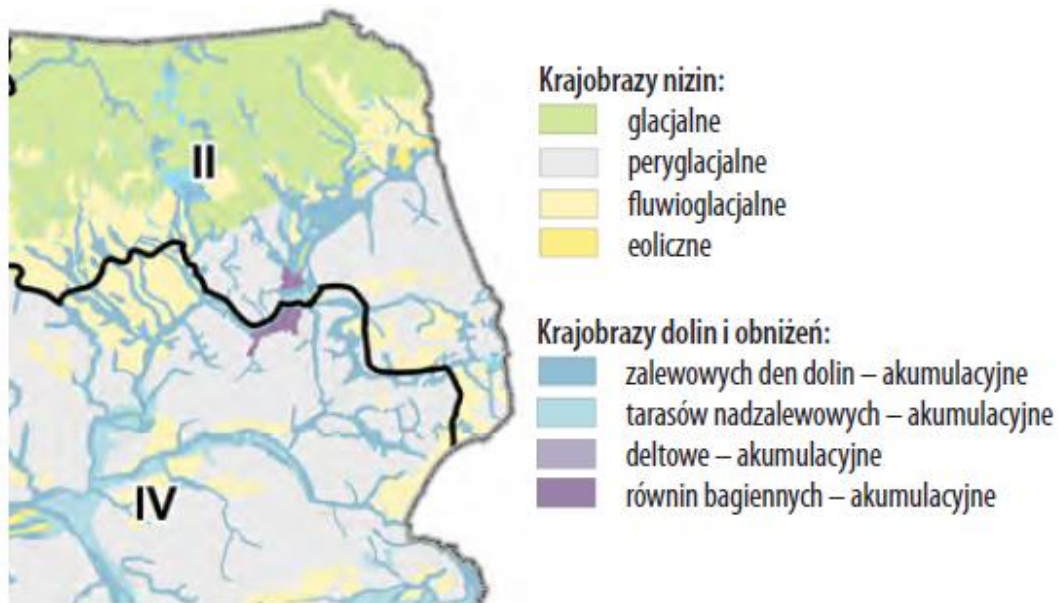 II
IV
Krajobrazy nizin:
glacjalne
peryglacjalne
fluwioglacjalne
eoliczne
Krajobrazy dolin i obniżeń:
zalewowych den dolin – akumulacyjne
tarasów nadzalewowych – akumulacyjne
deltowe – akumulacyjne
równin bagiennych – akumulacyjne